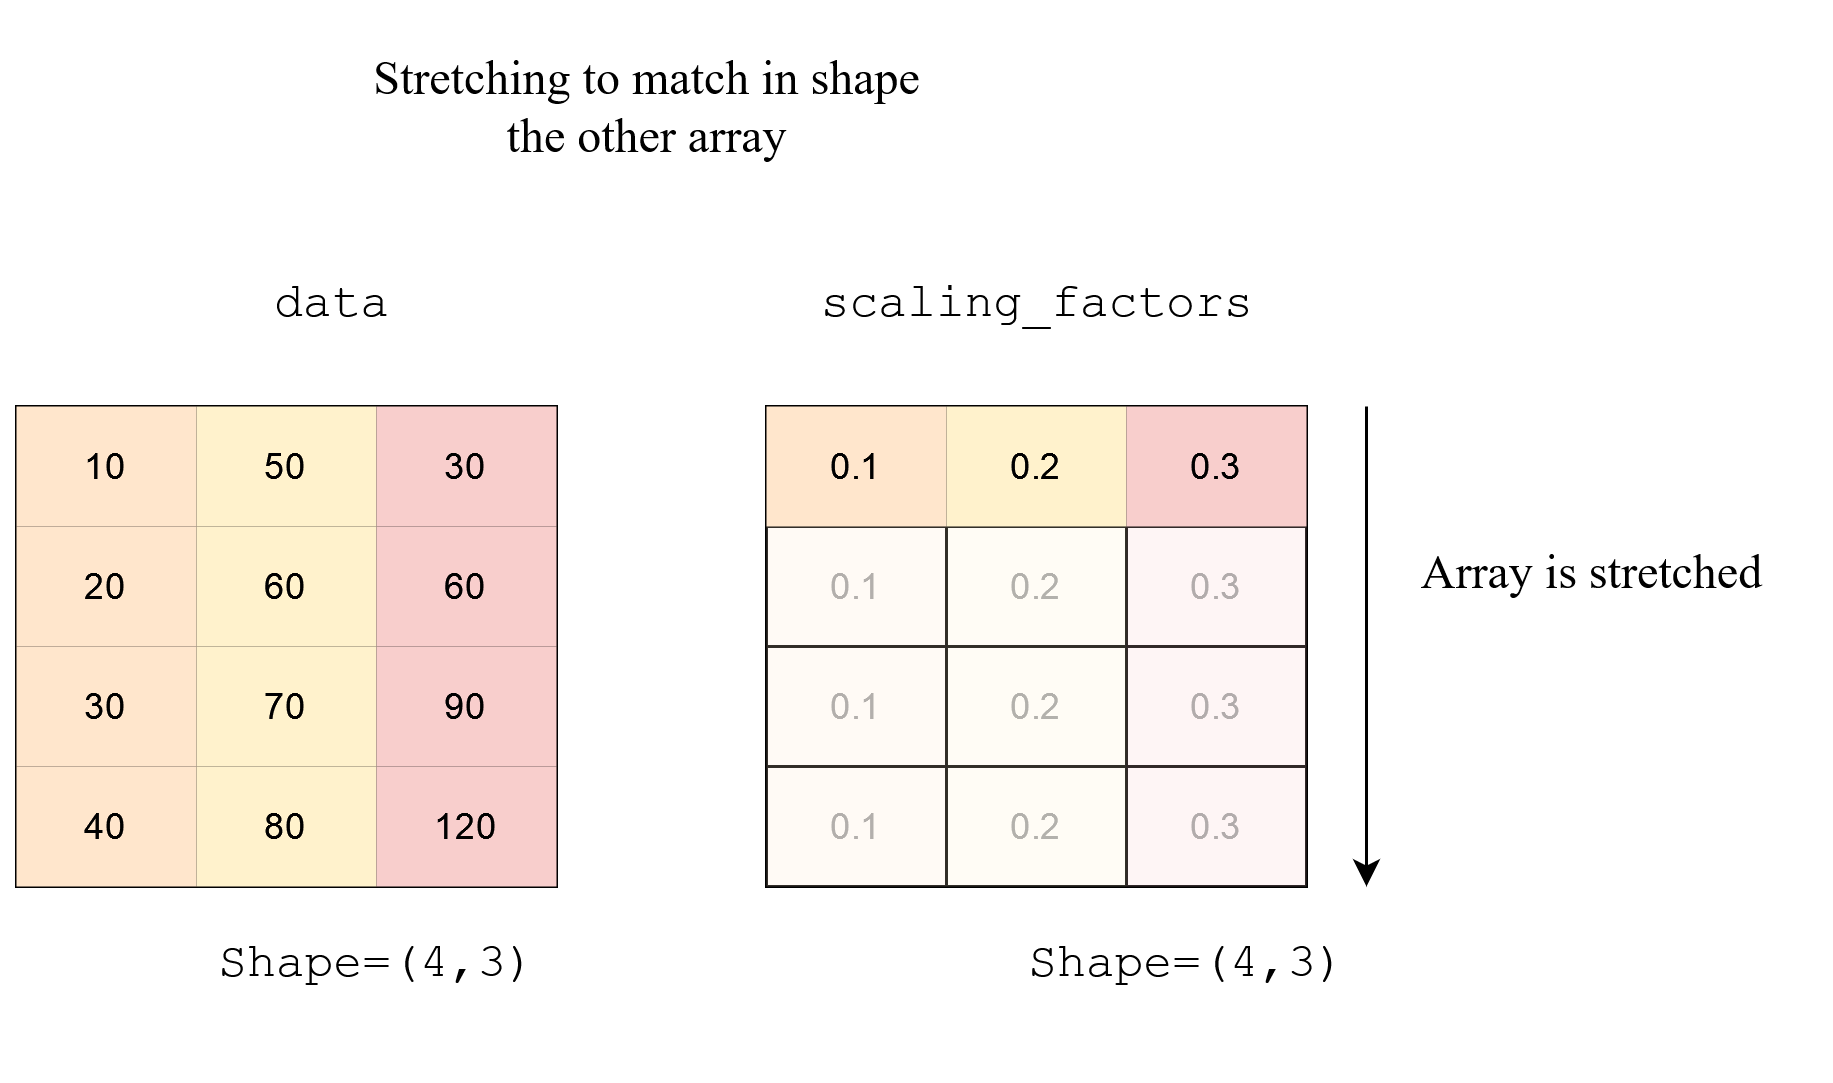 Stretching to match in shape
the other array
data
scaling_factors
10 50 30
20 60 60
30 70 90
40 80 120
0.1 0.2 0.3
0.1 0.2 0.3
0.1 0.2 0.3
0.1 0.2 0.3
Array is stretched
Shape=(4,3)
Shape=(4,3)